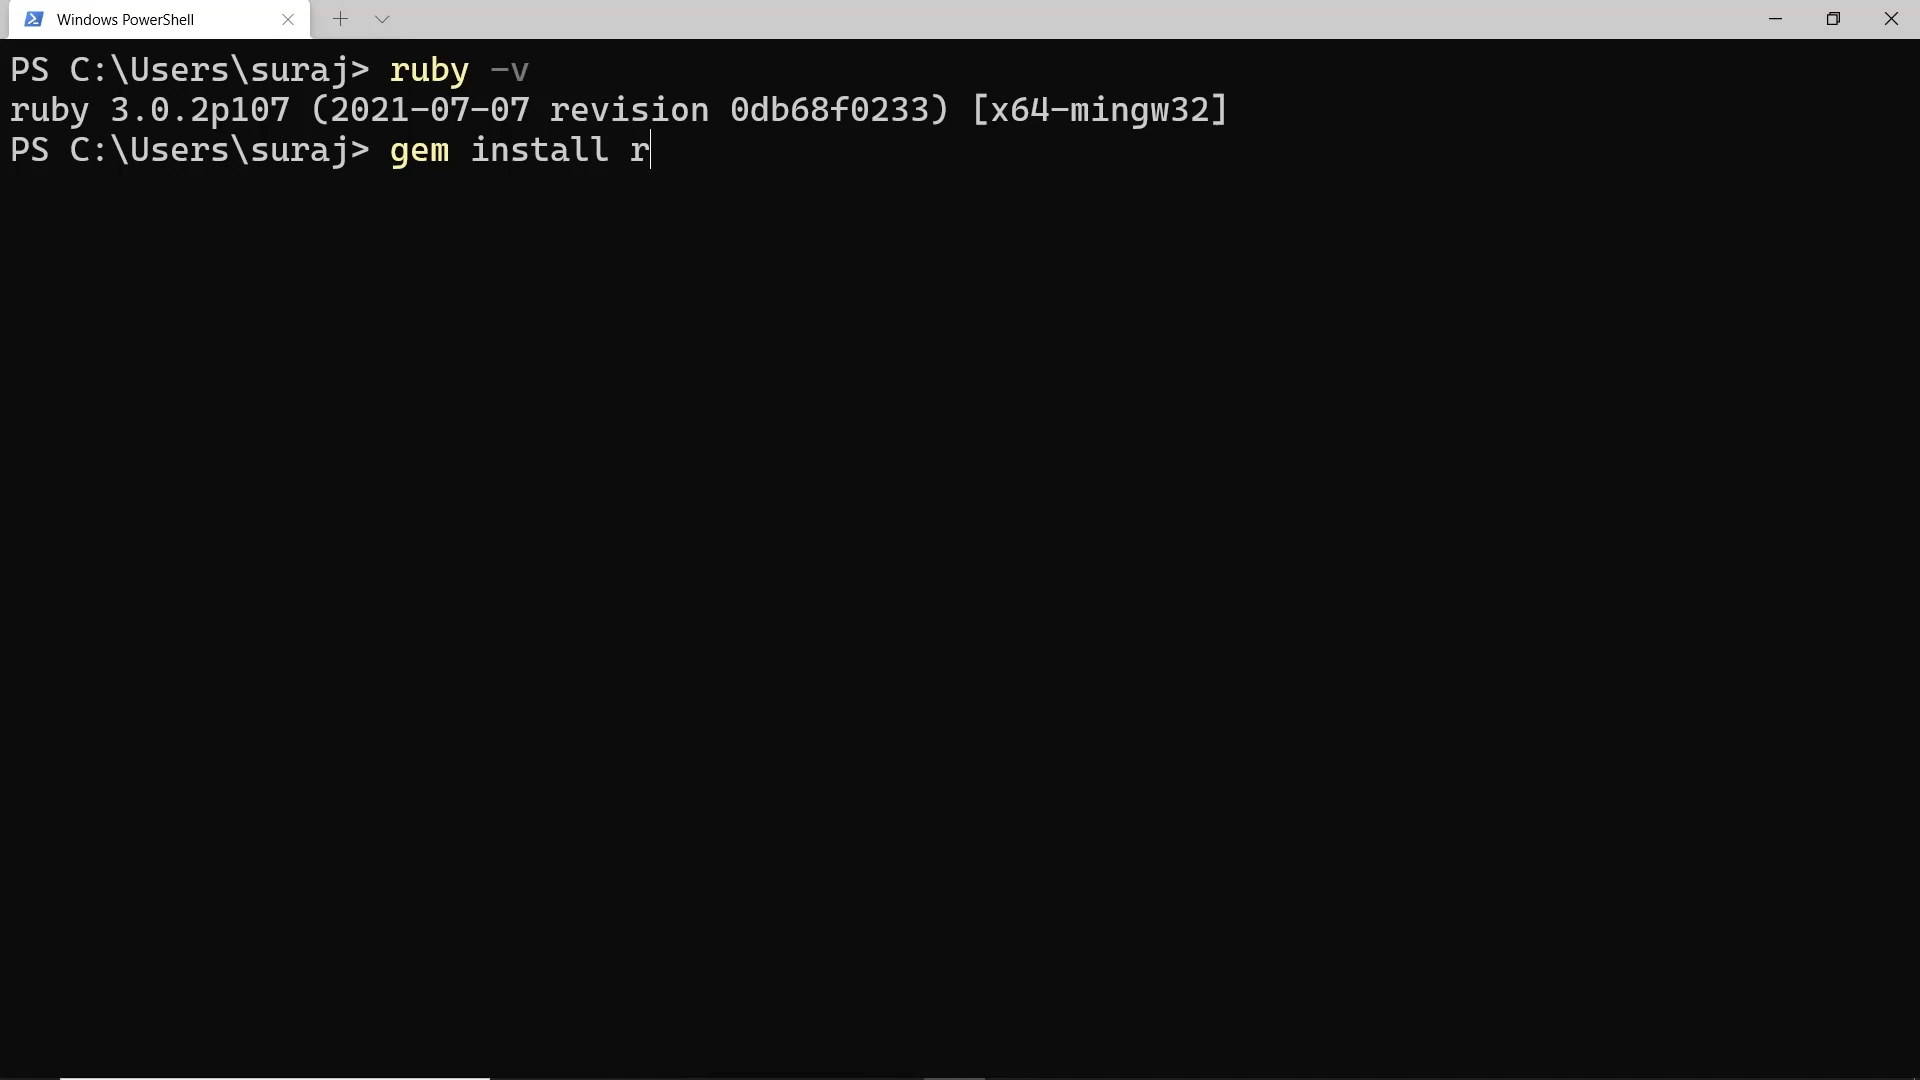 Windows PowerShell
PS C:\Users\suraj> ruby -v
ruby 3.0.2p107 (2021-07-07 revision 0db68f0233) [x64-mingw32]
PS C:\Users\suraj> gem install r